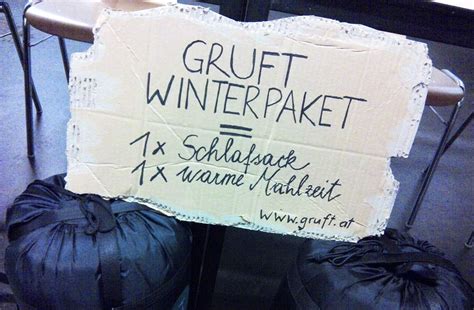 GRUFT
WINTERPAKET
=
1x Schlafsack
1x warme Mahlzeit
www.gruft.at